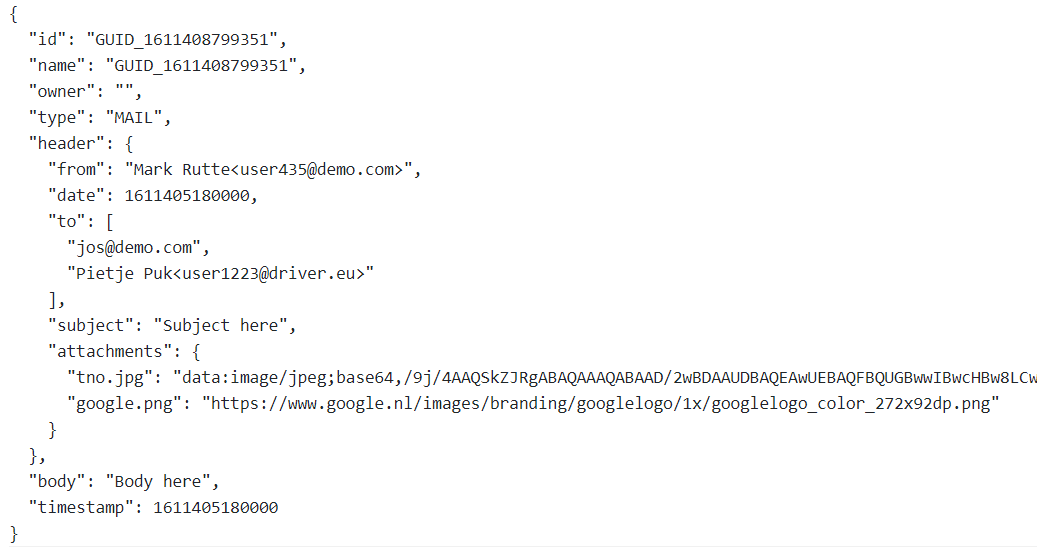 {
  "id": "GUID_1611408799351",
  "name": "GUID_1611408799351",
  "owner": "",
  "type": "MAIL",
  "header": {
    "from": "Mark Rutte<user435@demo.com>",
    "date": 1611405180000,
    "to": [
      "jos@demo.com",
      "Pietje Puk<user1223@driver.eu>"
    ],
    "subject": "Subject here",
    "attachments": {
      "tno.jpg": "data:image/jpeg;base64,/9j/4AAQSkZJRgABAQAAAQABAAD/2wBDAAUDBAQEAwUEBAQFBQUGBwwIBwcHBw8LCw
      "google.png": "https://www.google.nl/images/branding/googlelogo/1x/googlelogo_color_272x92dp.png"
    }
  },
  "body": "Body here",
  "timestamp": 1611405180000
}